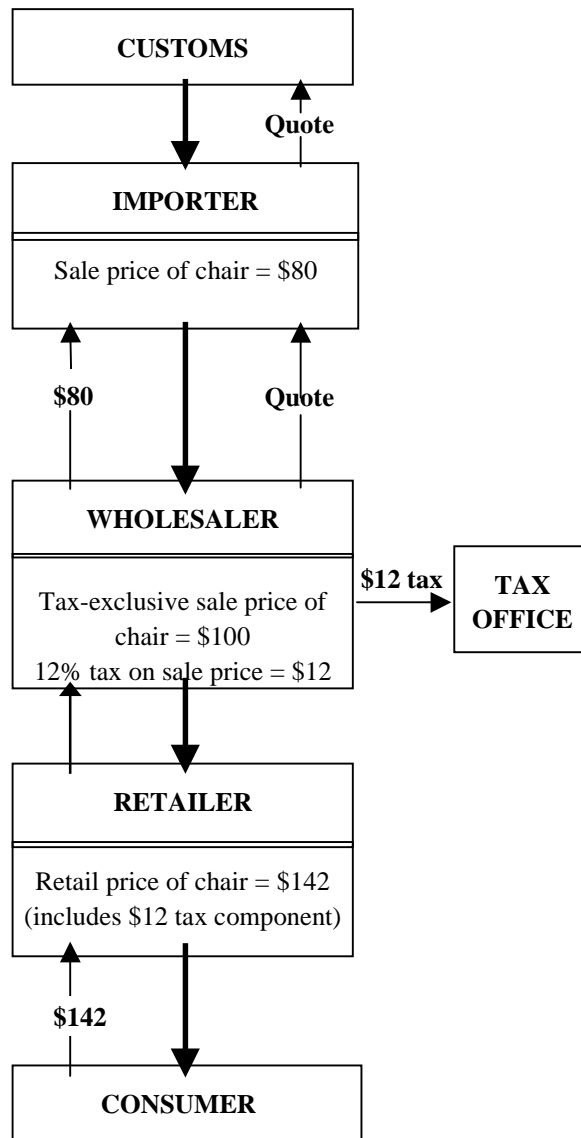 CUSTOMS
Quote
IMPORTER
Sale price of chair = $80
$80
Quote
WHOLESALER
Tax-exclusive sale price of
chair = $100
12% tax on sale price = $12
$12 tax
TAX
OFFICE
RETAILER
Retail price of chair = $142
(includes $12 tax component)
$142
CONSUMER